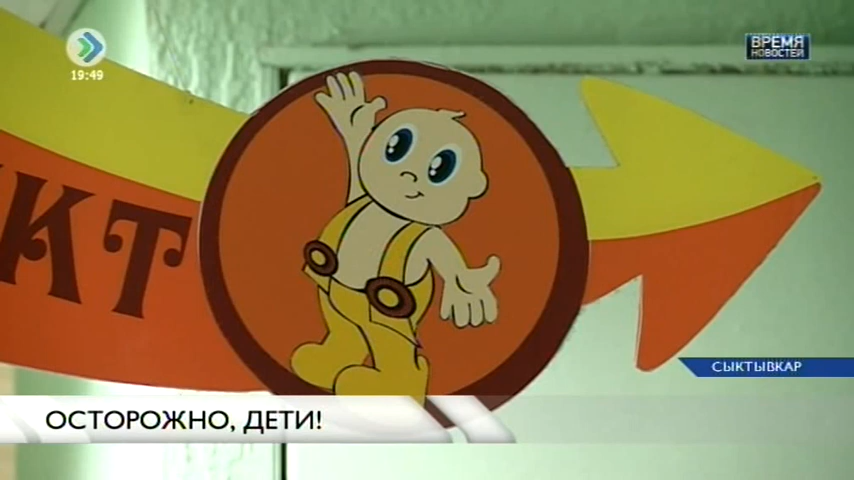 19:49
ВРЕМЯ
НОВОСТЕЙ
КТ
СЫКТЫВКАР
ОСТОРОЖНО, ДЕТИ!